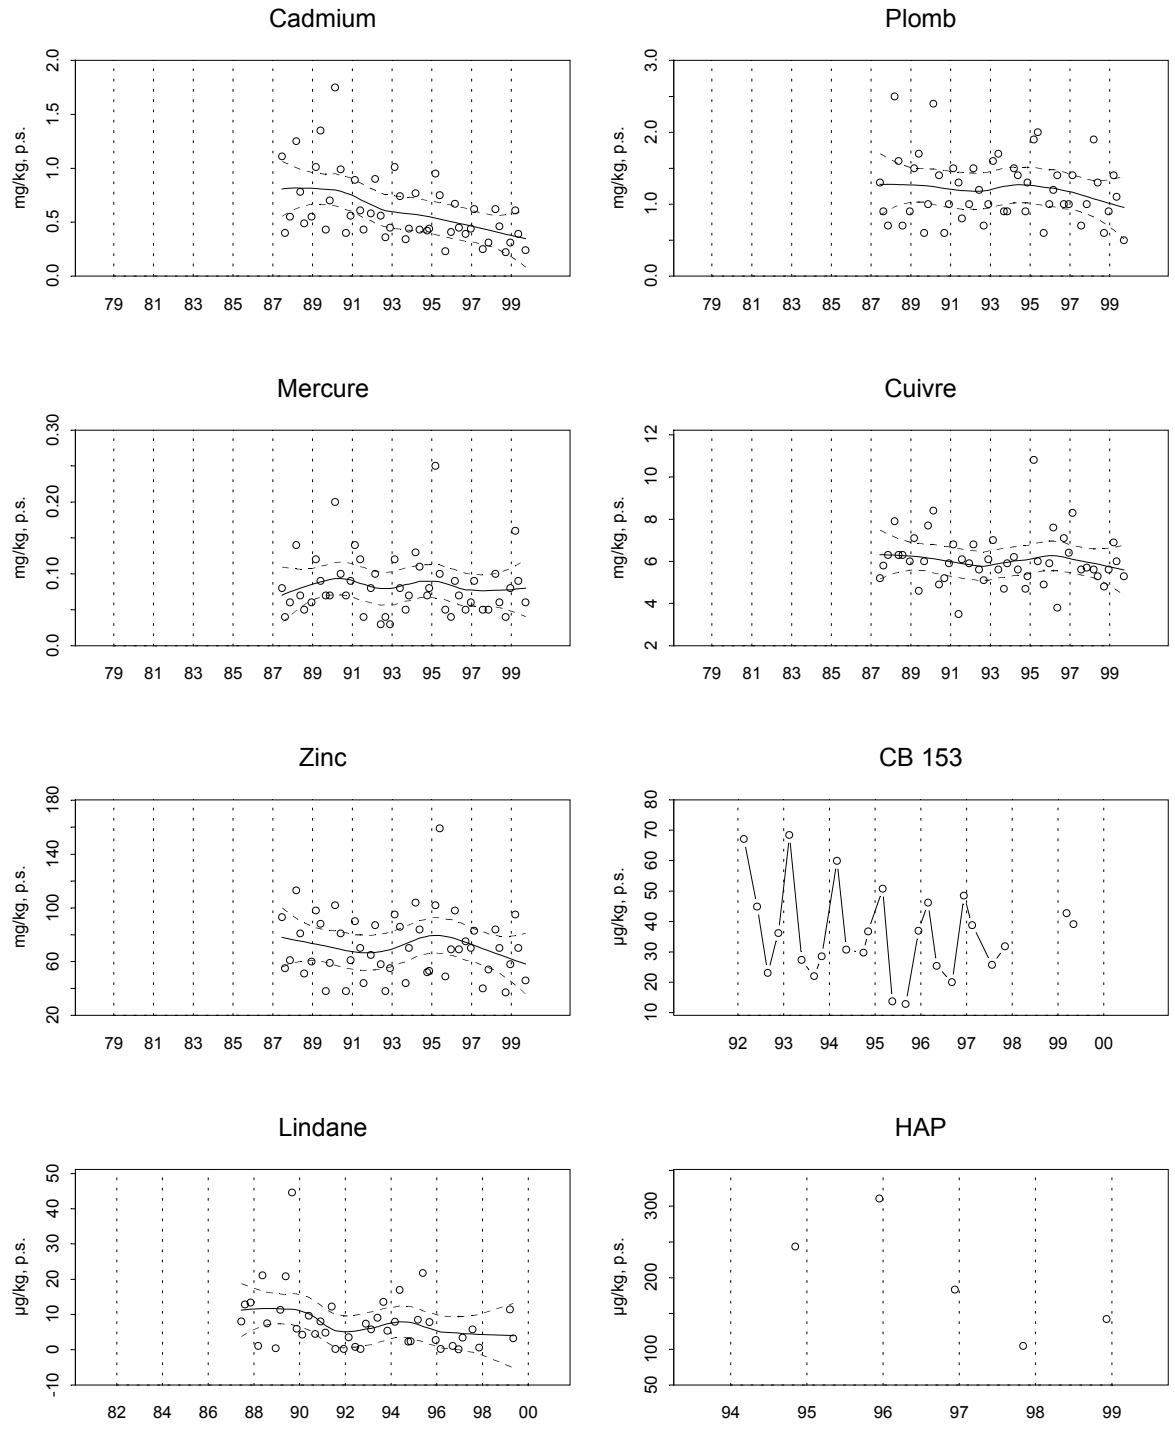 Cadmium
mg/kg, p.s.
0.0 0.5 1.0 1.5 2.0
79 81 83 85 87 89 91 93 95 97 99
Plomb
mg/kg, p.s.
0.0 1.0 2.0 3.0
79 81 83 85 87 89 91 93 95 97 99
Mercure
mg/kg, p.s.
0.0 0.10 0.20 0.30
79 81 83 85 87 89 91 93 95 97 99
Cuivre
mg/kg, p.s.
2 4 6 8 10 12
79 81 83 85 87 89 91 93 95 97 99
Zinc
mg/kg, p.s.
20 60 100 140 180
79 81 83 85 87 89 91 93 95 97 99
CB 153
µg/kg, p.s.
10 20 30 40 50 60 70 80
92 93 94 95 96 97 98 99 00
Lindane
µg/kg, p.s.
-10 0 10 20 30 40 50
82 84 86 88 90 92 94 96 98 00
HAP
µg/kg, p.s.
50 100 200 300
94 95 96 97 98 99